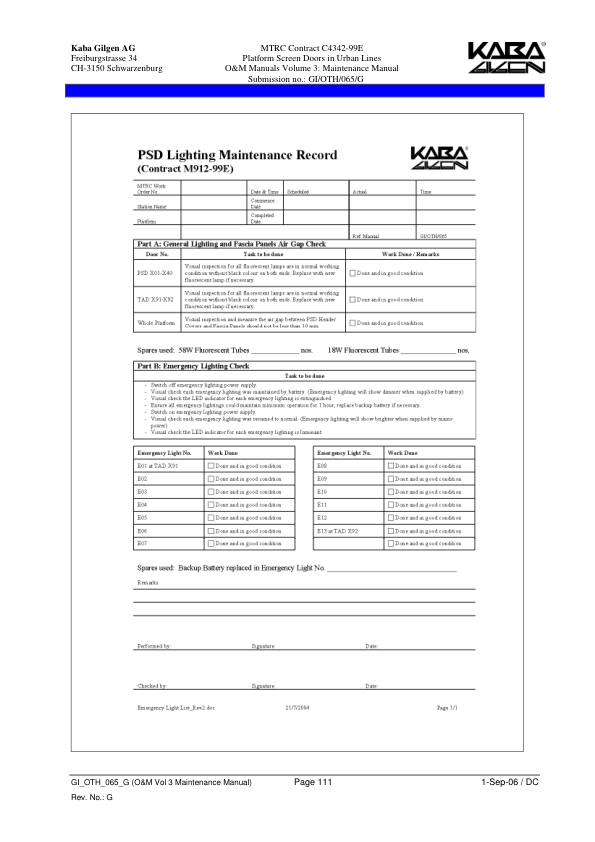 Kaba Gilgen AG
Freiburgstrasse 34
CH-3150 Schwarzenburg
MTRC Contract C4342-99E
Platform Screen Doors in Urban Lines
O&M Manuals Volume 3: Maintenance Manual
Submission no.: GI/OTH/065/G
KABA
GILGEN
PSD Lighting Maintenance Record
(Contract M912-99E)
KABA
GILGEN
MTRC Work
Order No.
Date & Time
Scheduled
Actual
Time
Station Name
Commence
Date
Platform
Completed
Date
Ref. Manual
GI/OTH/065
Part A: General Lighting and Fascia Panels Air Gap Check
Door No.
Task to be done
Work Done / Remarks
PSD X01-X40
Visual inspection for all fluorescent lamps are in normal working
condition without black colour on both ends. Replace with new
fluorescent lamp if necessary.
Done and in good condition
TAD X91-X92
Visual inspection for all fluorescent lamps are in normal working
condition without black colour on both ends. Replace with new
fluorescent lamp if necessary.
Done and in good condition
Whole Platform
Visual inspection and measure the air gap between PSD Header
Covers and Fascia Panels should not be less than 10 mm.
Done and in good condition
Spares used: 58W Fluorescent Tubes ______________ nos. 18W Fluorescent Tubes ________________ nos.
Part B: Emergency Lighting Check
Task to be done
- Switch off emergency lighting power supply.
- Visual check each emergency lighting was maintained by battery. (Emergency lighting will show dimmer when supplied by battery)
- Visual check the LED indicator for each emergency lighting is extinguished
- Ensure all emergency lightings could maintain minimum operation for 1 hour, replace backup battery if necessary.
- Switch on emergency power supply
- Visual check each emergency lighting was resumed to normal. (Emergency lighting will show brighter when supplied by mains
power)
- Visual check the LED indicator for each emergency lighting is luminant
Emergency Light No.
Work Done
E01 at TAD X91
Done and in good condition
E02
Done and in good condition
E03
Done and in good condition
E04
Done and in good condition
E05
Done and in good condition
E06
Done and in good condition
E07
Done and in good condition
Emergency Light No.
Work Done
E08
Done and in good condition
E09
Done and in good condition
E10
Done and in good condition
E11
Done and in good condition
E12
Done and in good condition
E13 at TAD X92
Done and in good condition
Done and in good condition
Spares used: Backup Battery replaced in Emergency Light No. ______________________________________
Remarks
Performed by:
Signature
Date:
Checked by:
Signature
Date:
Emergency Light List_Rev2.doc
21/7/2004
Page 1/1
GI_OTH_065_G (O&M Vol 3 Maintenance Manual)
Page 111
1-Sep-06 / DC
Rev. No.: G